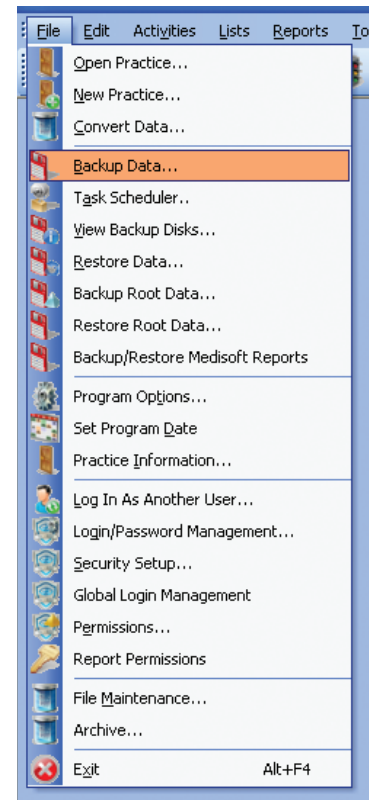 File Edit Activities Lists Reports To
Open Practice...
New Practice...
Convert Data...
Backup Data...
Task Scheduler..
View Backup Disks...
Restore Data...
Backup Root Data...
Restore Root Data...
Backup/Restore Medisoft Reports
Program Options...
Set Program Date
Practice Information...
Log In As Another User...
Login/Password Management...
Security Setup...
Global Login Management
Permissions...
Report Permissions
File Maintenance...
Archive...
Exit Alt+F4